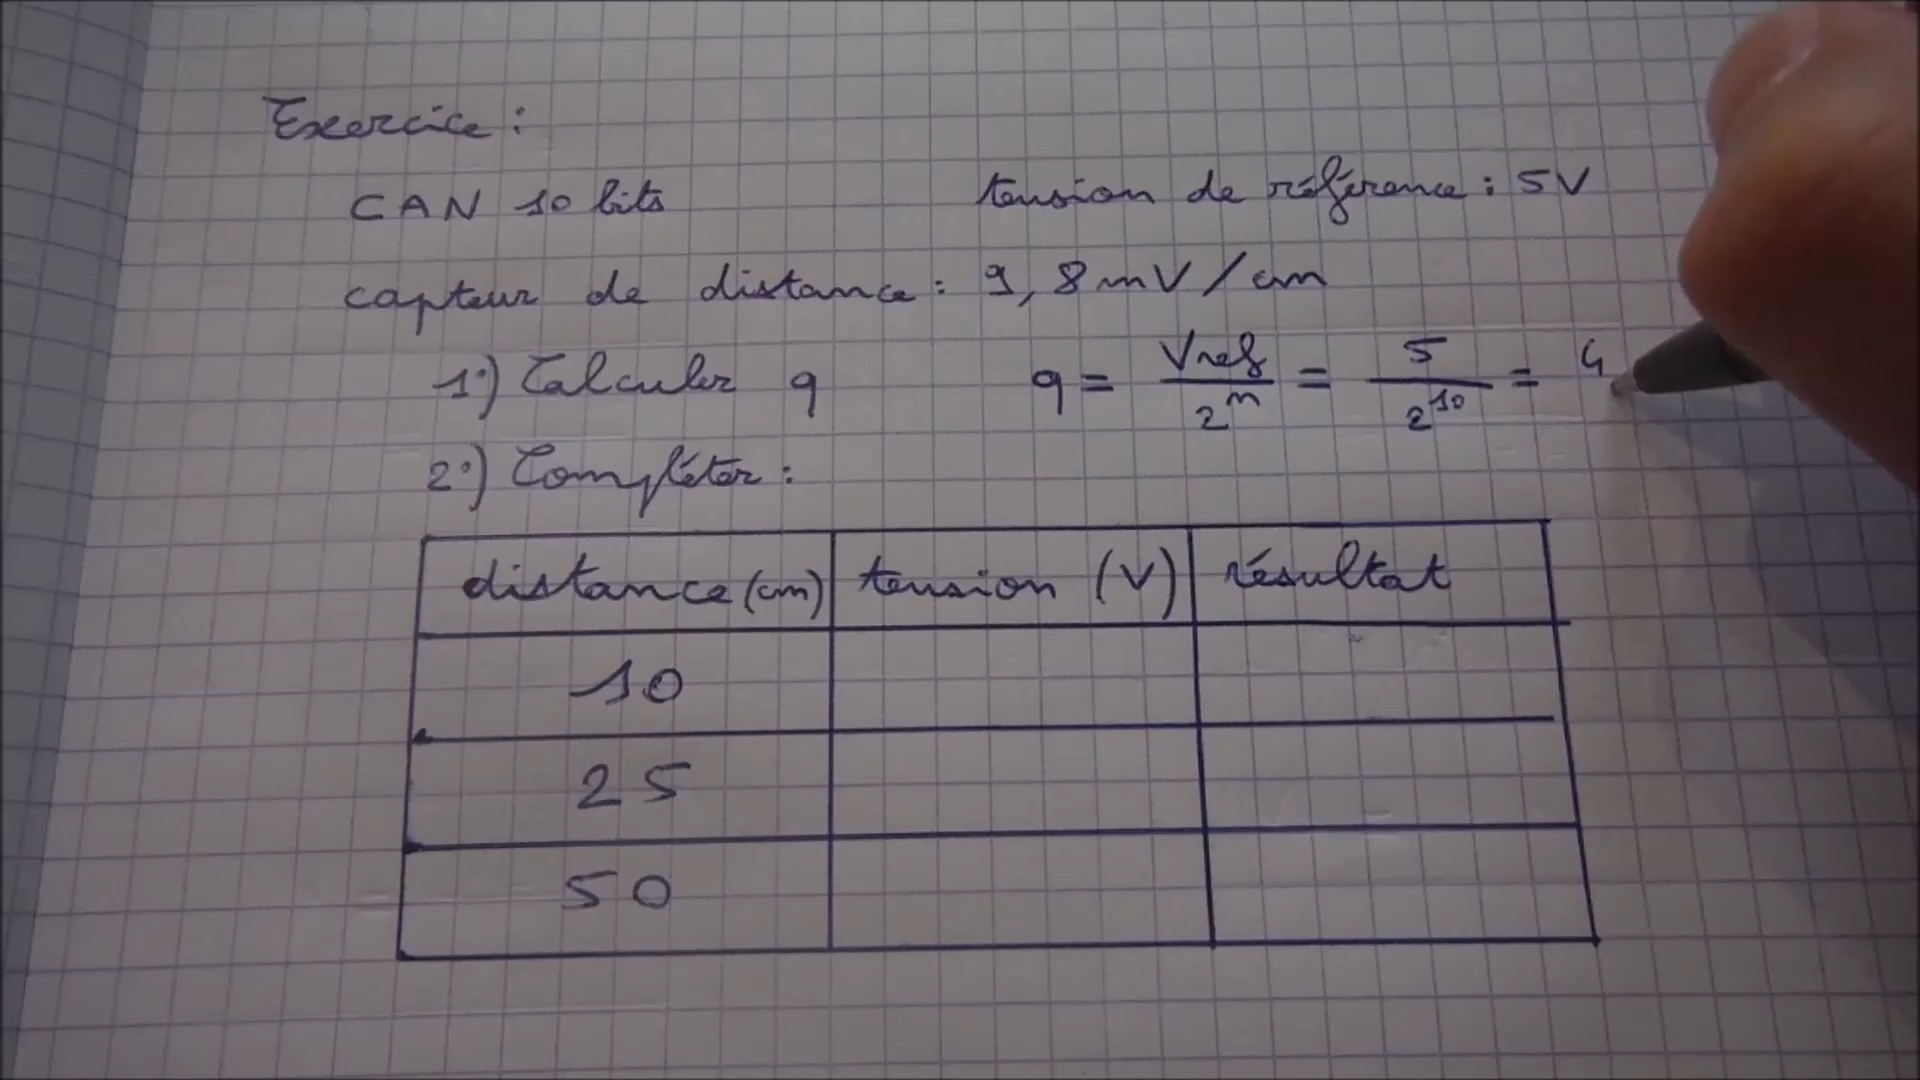 Exercice :
CAN 10 bits tension de référence : 5V
capteur de distance : 9,8 mV/cm
1°) Calculer q q = Vref / 2^n = 5 / 2^10 = 4
2°) Compléter :
distance (cm) tension (V) résultat
10
25
50